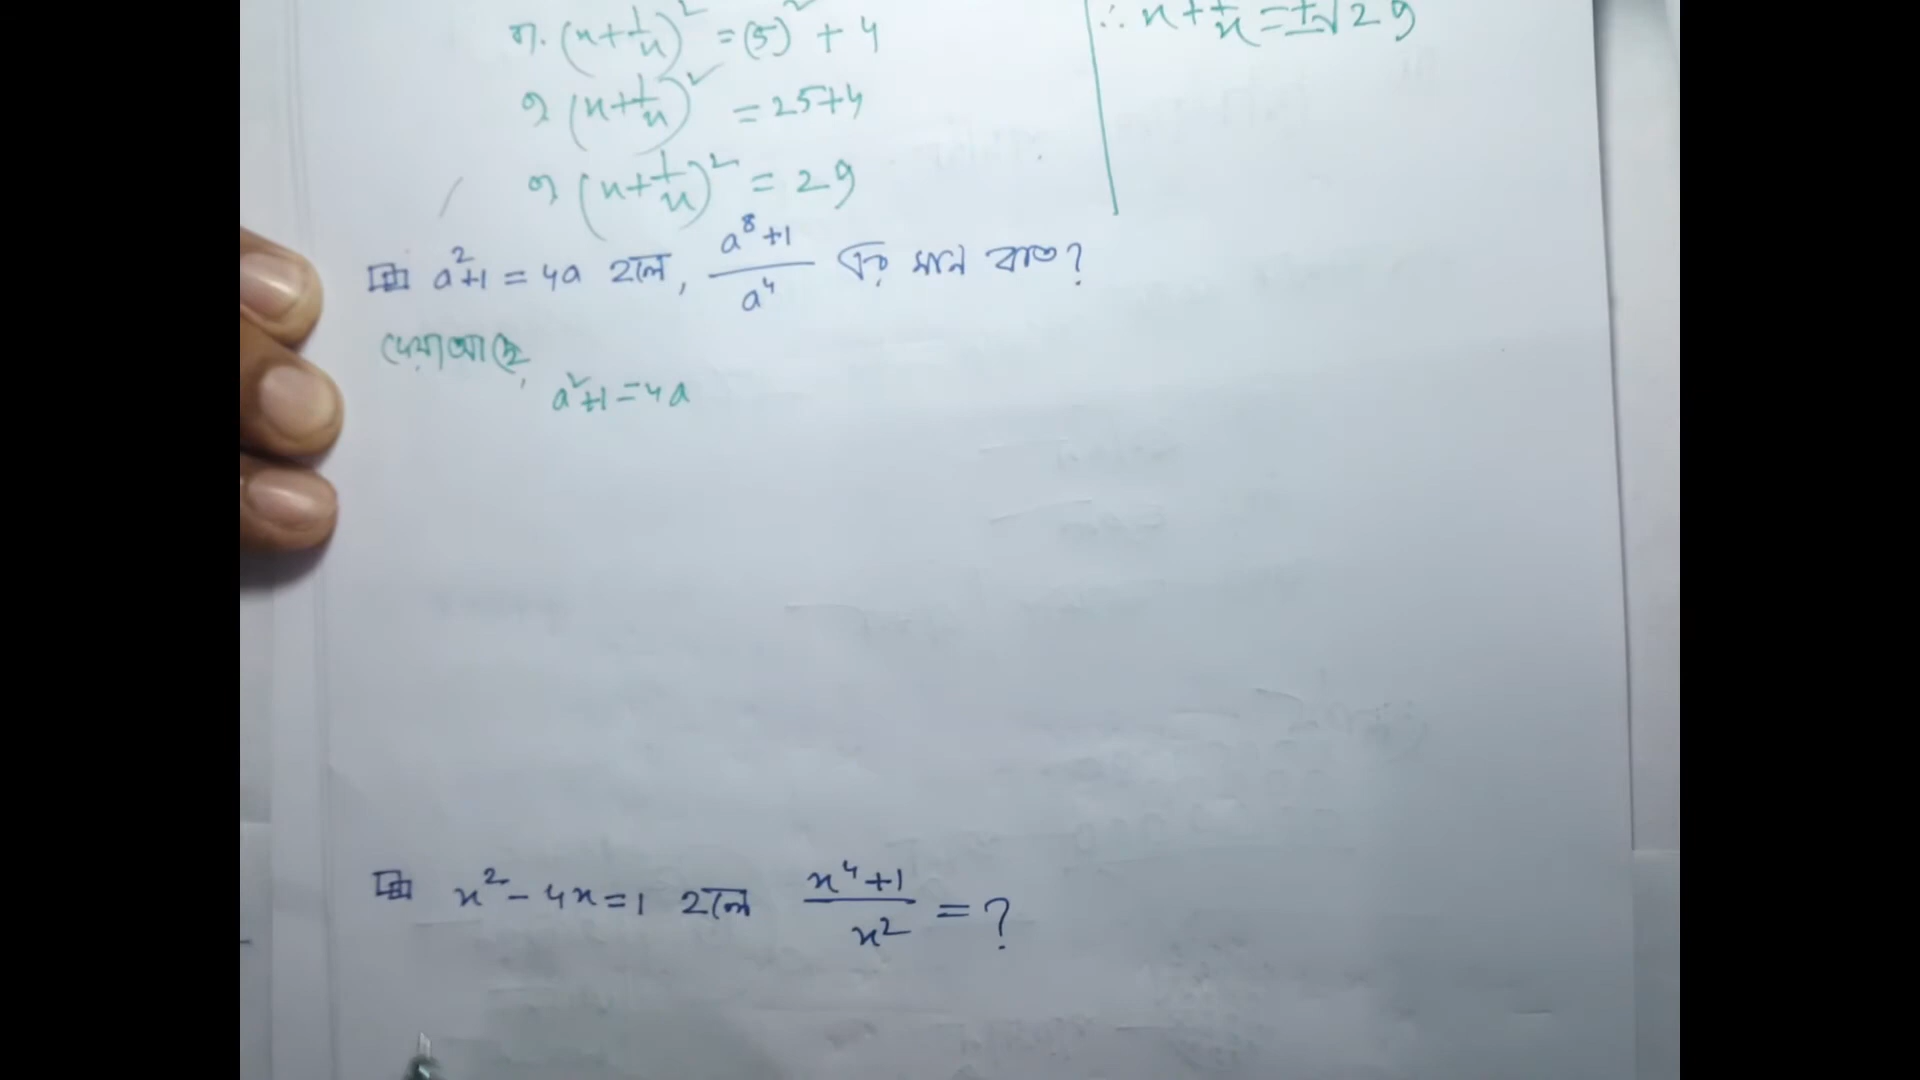 বা, (x+1/x)² = (5)² + 4
∴ x+1/x = ±√29
বা (x+1/x)² = 25+4
বা (x+1/x)² = 29
a²+1 = 4a হলে, (a⁸+1)/a⁴ এর মান কত?
দেয়া আছে,
a²+1=4a
x²-4x=1 হলে (x⁴+1)/x² = ?